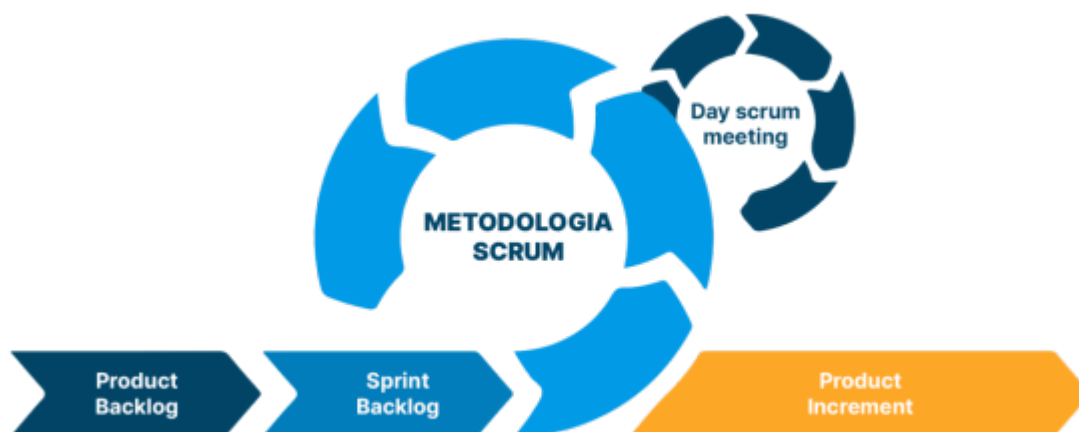 Day scrum
meeting
METODOLOGIA
SCRUM
Product
Backlog
Sprint
Backlog
Product
Increment